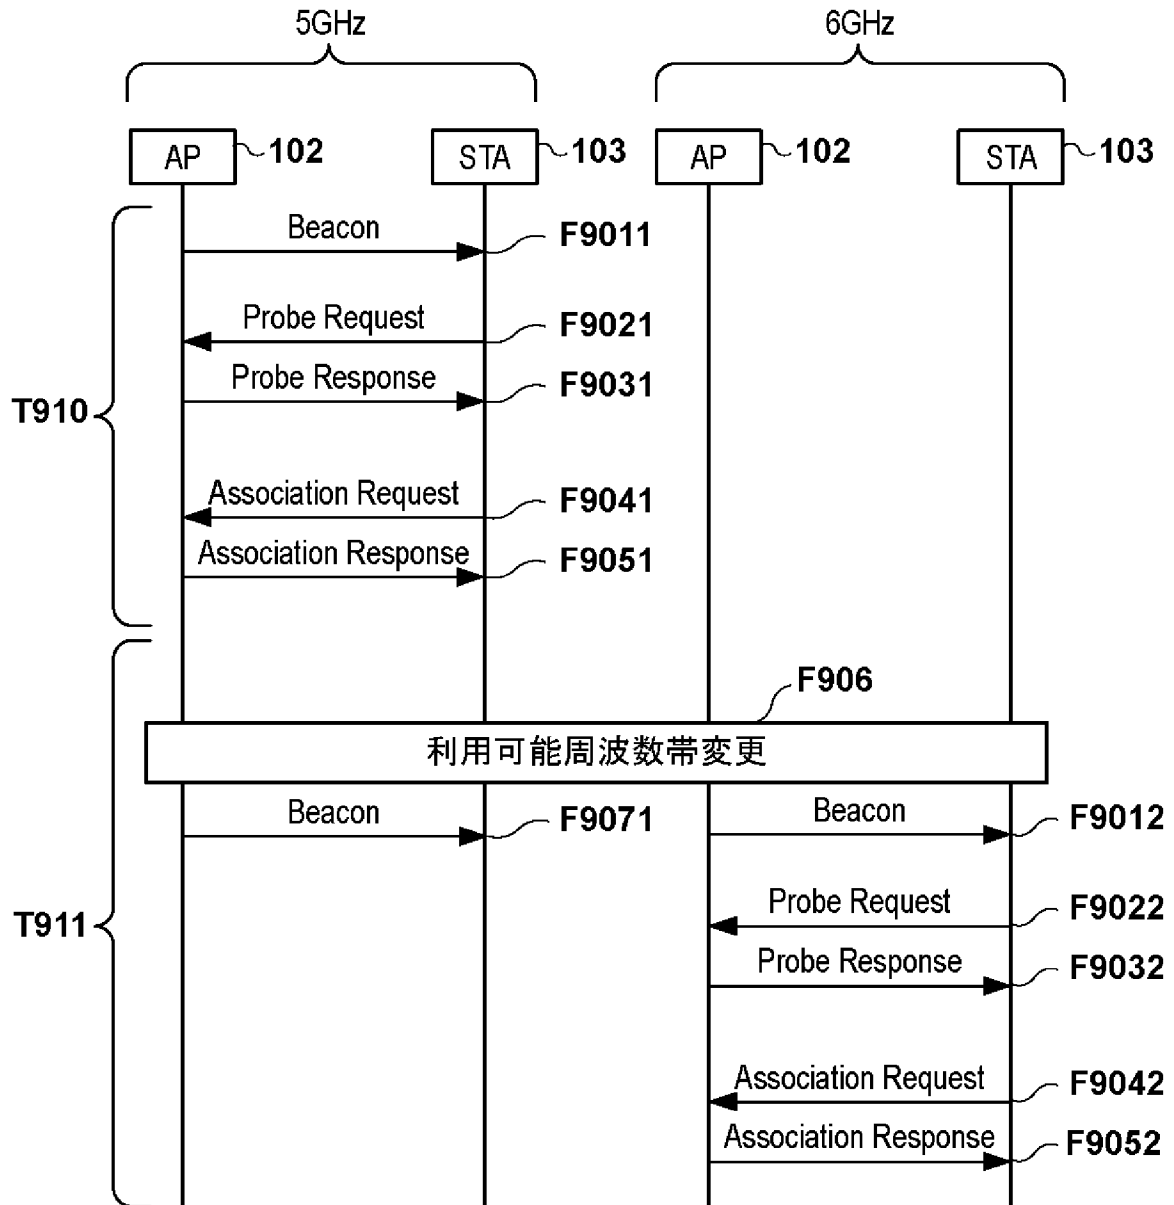 5GHz
6GHz
AP
102
STA
103
AP
102
STA
103
Beacon
F9011
Probe Request
F9021
Probe Response
F9031
T910
Association Request
F9041
Association Response
F9051
F906
利用可能周波数帯変更
Beacon
F9071
Beacon
F9012
T911
Probe Request
F9022
Probe Response
F9032
Association Request
F9042
Association Response
F9052